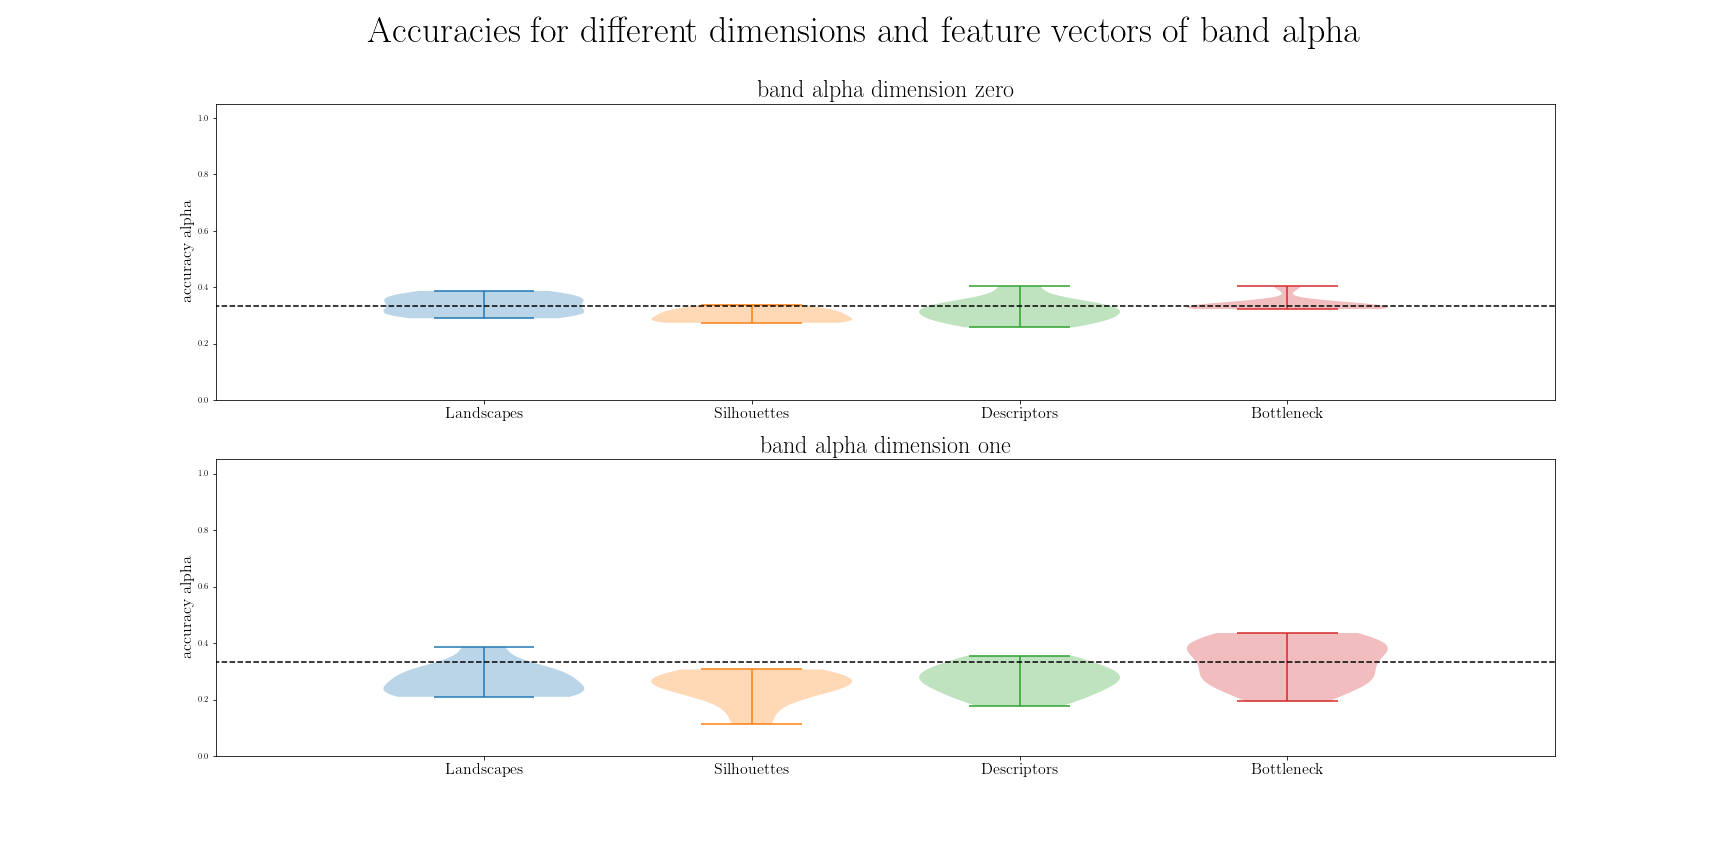 Accuracies for different dimensions and feature vectors of band alpha
band alpha dimension zero
accuracy alpha
1.0
0.8
0.6
0.4
0.2
0.0
Landscapes Silhouettes Descriptors Bottleneck
band alpha dimension one
accuracy alpha
1.0
0.8
0.6
0.4
0.2
0.0
Landscapes Silhouettes Descriptors Bottleneck